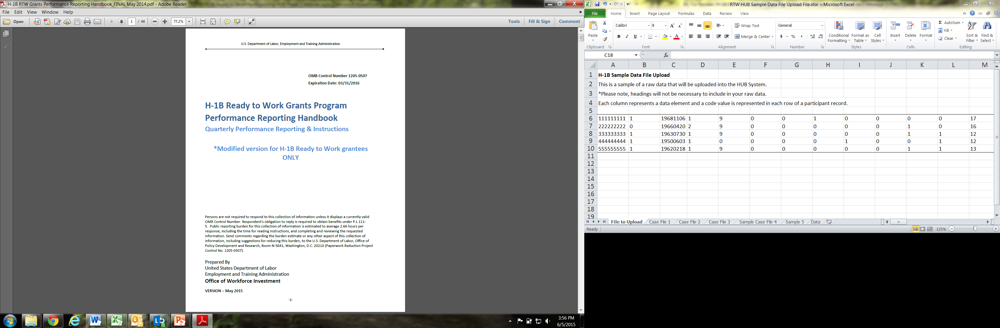 H-1B RTW Grants Performance Reporting Handbook_FINAL May 2014.pdf - Adobe Reader
File Edit View Window Help
Open 1 / 44 77.2% Tools Fill & Sign Comment
U.S. Department of Labor, Employment and Training Administration
OMB Control Number 1205-0507
Expiration Date: 03/31/2016
H-1B Ready to Work Grants Program
Performance Reporting Handbook
Quarterly Performance Reporting & Instructions
*Modified version for H-1B Ready to Work grantees
ONLY
Persons are not required to respond to this collection of information unless it displays a currently valid
OMB Control Number. Respondent's obligation to reply is required to obtain benefits under P.L 111-
5. Public reporting burden for this collection of information is estimated to average 2.66 hours per
response, including the time for reading instructions, and completing and reviewing the requested
information. Send comments regarding the burden estimate or any other aspect of this collection of
information, including suggestions for reducing this burden, to the U.S. Department of Labor, Office of
Policy Development and Research, Room N-5641, Washington, D.C. 20210 (Paperwork Reduction Project
Control No. 1205-0507).
Prepared By
United States Department of Labor
Employment and Training Administration
Office of Workforce Investment
VERSION – May 2015
-1-
3:56 PM
6/5/2015
RTW HUB Sample Data File Upload File.xlsx - Microsoft Excel
File Home Insert Page Layout Formulas Data Review View
Paste
Clipboard
Calibri 9
B I U
Font
Wrap Text
Merge & Center
Alignment
General
$ % ,
Number
Conditional Formatting
Format as Table
Cell Styles
Styles
Insert Delete Format
Cells
AutoSum
Fill
Clear
Sort & Filter
Find & Select
Editing
C18 fx
A B C D E F G H I J K L M
1 H-1B Sample Data File Upload
2 This is a sample of a raw data that will be uploaded into the HUB System.
3 *Please note, headings will not be necessary to include in your raw data.
4 Each column represents a data element and a code value is represented in each row of a participant record.
5
6 111111111 1 19681106 1 9 0 0 1 0 0 0 0 17
7 222222222 0 19660420 2 9 0 0 0 0 0 1 0 16
8 333333333 1 19630730 1 9 0 0 0 0 0 1 1 12
9 444444444 1 19500603 1 0 0 0 0 1 0 0 1 12
10 555555555 1 19620218 1 9 0 0 0 0 0 1 1 13
11
12
13
14
15
16
17
18
19
File to Upload Case File 1 Case File 2 Case File 3 Sample Case File 4 Sample 5 Data
Ready 125%